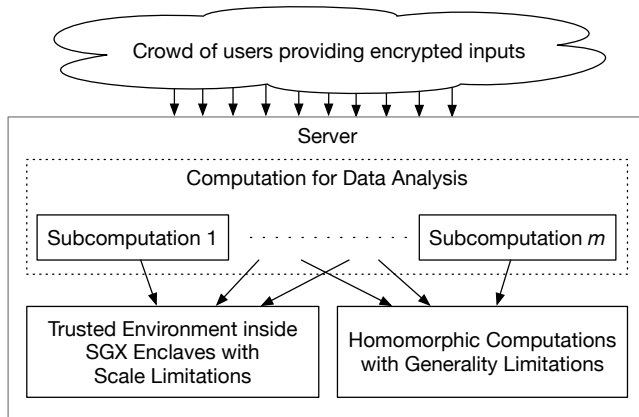 Crowd of users providing encrypted inputs
Server
Computation for Data Analysis
Subcomputation 1
Subcomputation m
Trusted Environment inside
SGX Enclaves with
Scale Limitations
Homomorphic Computations
with Generality Limitations